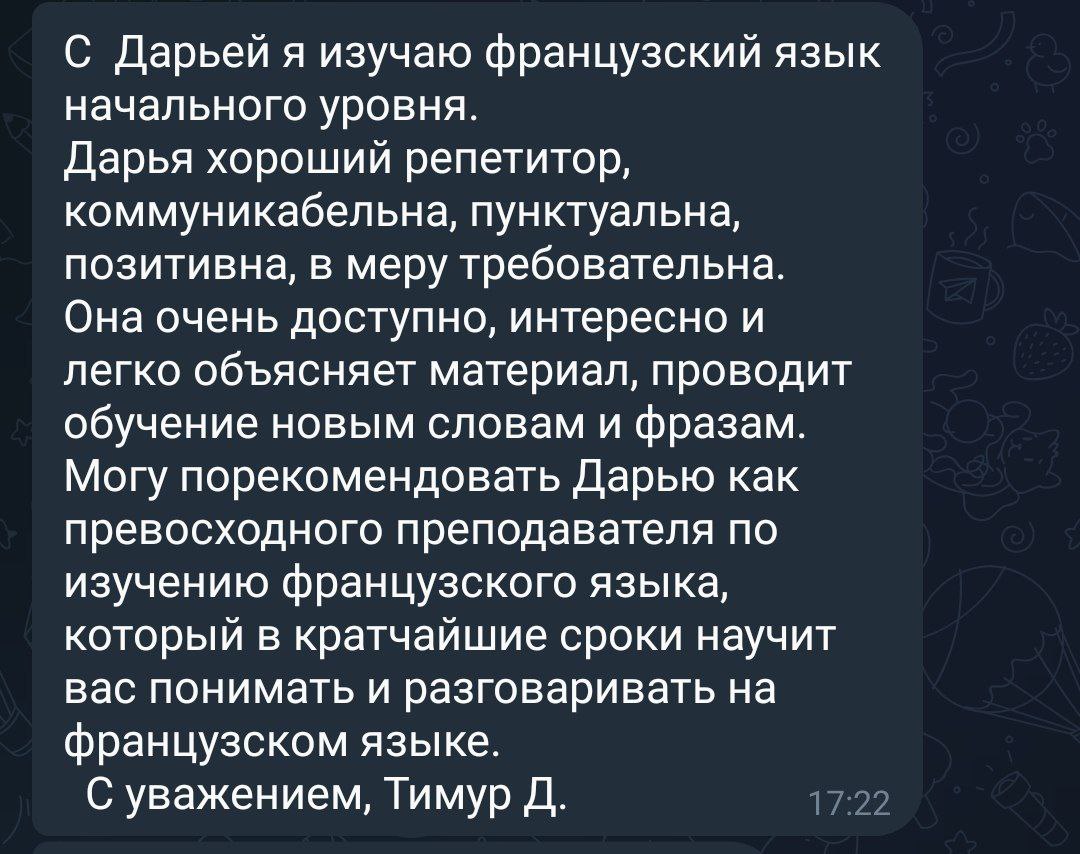 С  Дарьей я изучаю французский язык
начального уровня.
Дарья хороший репетитор,
коммуникабельна, пунктуальна,
позитивна, в меру требовательна.
Она очень доступно, интересно и
легко объясняет материал, проводит
обучение новым словам и фразам.
Могу порекомендовать Дарью как
превосходного преподавателя по
изучению французского языка,
который в кратчайшие сроки научит
вас понимать и разговаривать на
французском языке.
С уважением, Тимур Д.
17:22